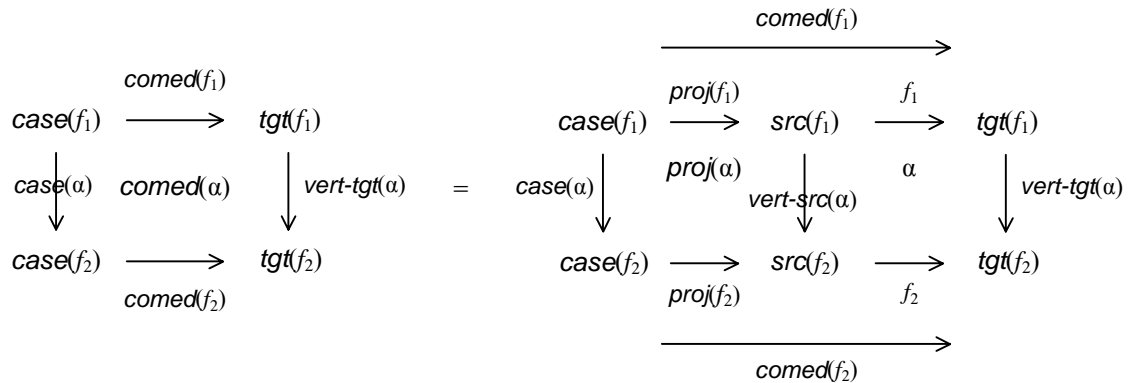 comed(f₁)
comed(f₁) proj(f₁) f₁
case(f₁) tgt(f₁) case(f₁) src(f₁) tgt(f₁)
case(α) comed(α) vert-tgt(α) = case(α) proj(α) vert-src(α) α vert-tgt(α)
case(f₂) tgt(f₂) case(f₂) src(f₂) tgt(f₂)
comed(f₂) proj(f₂) f₂
comed(f₂)